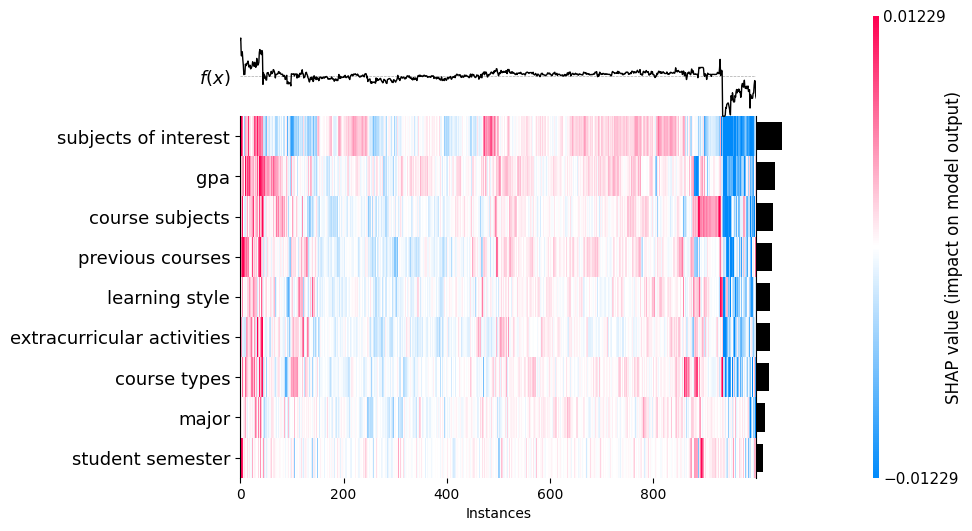 0.01229
f(x)
subjects of interest
gpa
course subjects
previous courses
learning style
extracurricular activities
course types
major
student semester
0 200 400 600 800
Instances
−0.01229
SHAP value (impact on model output)